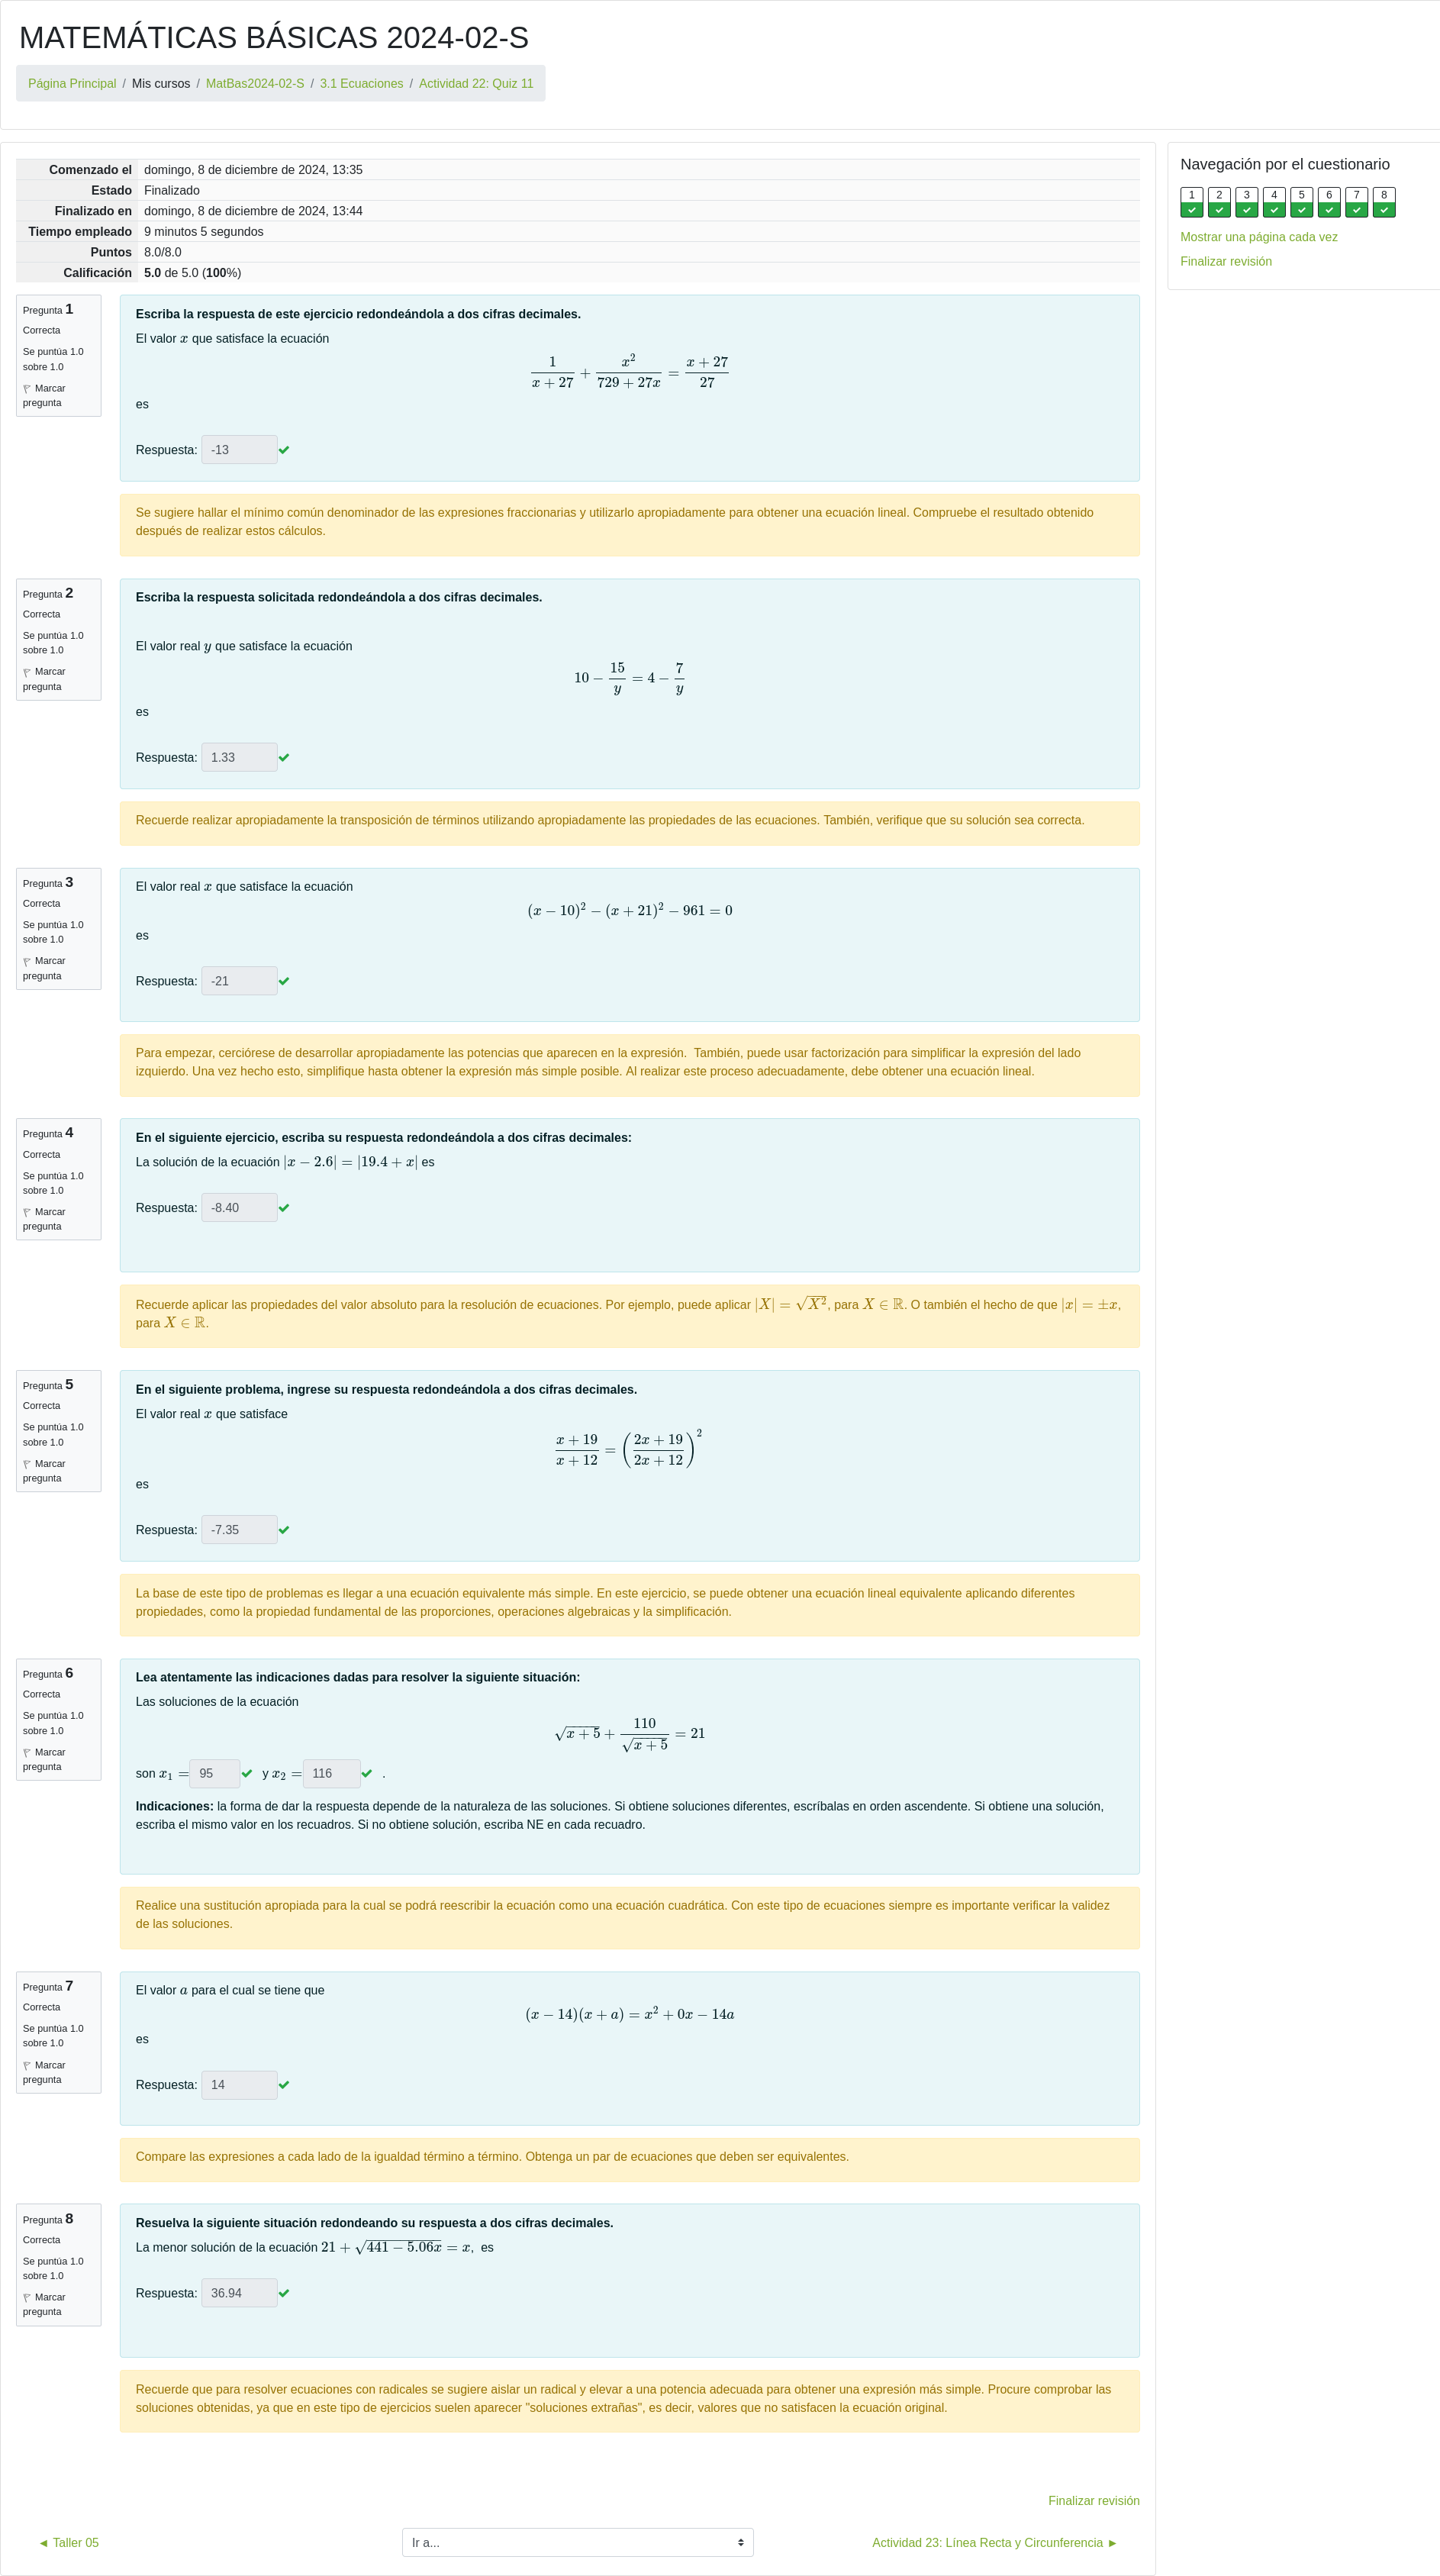 MATEMÁTICAS BÁSICAS 2024-02-S
Página Principal / Mis cursos / MatBas2024-02-S / 3.1 Ecuaciones / Actividad 22: Quiz 11
Comenzado el domingo, 8 de diciembre de 2024, 13:35
Estado Finalizado
Finalizado en domingo, 8 de diciembre de 2024, 13:44
Tiempo empleado 9 minutos 5 segundos
Puntos 8.0/8.0
Calificación 5.0 de 5.0 (100%)
Navegación por el cuestionario
1 2 3 4 5 6 7 8
Mostrar una página cada vez
Finalizar revisión
Pregunta 1
Correcta
Se puntúa 1.0
sobre 1.0
Marcar
pregunta
Escriba la respuesta de este ejercicio redondeándola a dos cifras decimales.
El valor x que satisface la ecuación
1/(x + 27) + x²/(729 + 27x) = (x + 27)/27
es
Respuesta: -13
Se sugiere hallar el mínimo común denominador de las expresiones fraccionarias y utilizarlo apropiadamente para obtener una ecuación lineal. Compruebe el resultado obtenido
después de realizar estos cálculos.
Pregunta 2
Correcta
Se puntúa 1.0
sobre 1.0
Marcar
pregunta
Escriba la respuesta solicitada redondeándola a dos cifras decimales.
El valor real y que satisface la ecuación
10 − 15/y = 4 − 7/y
es
Respuesta: 1.33
Recuerde realizar apropiadamente la transposición de términos utilizando apropiadamente las propiedades de las ecuaciones. También, verifique que su solución sea correcta.
Pregunta 3
Correcta
Se puntúa 1.0
sobre 1.0
Marcar
pregunta
El valor real x que satisface la ecuación
(x − 10)² − (x + 21)² − 961 = 0
es
Respuesta: -21
Para empezar, cerciórese de desarrollar apropiadamente las potencias que aparecen en la expresión. También, puede usar factorización para simplificar la expresión del lado
izquierdo. Una vez hecho esto, simplifique hasta obtener la expresión más simple posible. Al realizar este proceso adecuadamente, debe obtener una ecuación lineal.
Pregunta 4
Correcta
Se puntúa 1.0
sobre 1.0
Marcar
pregunta
En el siguiente ejercicio, escriba su respuesta redondeándola a dos cifras decimales:
La solución de la ecuación |x − 2.6| = |19.4 + x| es
Respuesta: -8.40
Recuerde aplicar las propiedades del valor absoluto para la resolución de ecuaciones. Por ejemplo, puede aplicar |X| = √X², para X ∈ ℝ. O también el hecho de que |x| = ±x,
para X ∈ ℝ.
Pregunta 5
Correcta
Se puntúa 1.0
sobre 1.0
Marcar
pregunta
En el siguiente problema, ingrese su respuesta redondeándola a dos cifras decimales.
El valor real x que satisface
(x + 19)/(x + 12) = ((2x + 19)/(2x + 12))²
es
Respuesta: -7.35
La base de este tipo de problemas es llegar a una ecuación equivalente más simple. En este ejercicio, se puede obtener una ecuación lineal equivalente aplicando diferentes
propiedades, como la propiedad fundamental de las proporciones, operaciones algebraicas y la simplificación.
Pregunta 6
Correcta
Se puntúa 1.0
sobre 1.0
Marcar
pregunta
Lea atentamente las indicaciones dadas para resolver la siguiente situación:
Las soluciones de la ecuación
√(x + 5) + 110/√(x + 5) = 21
son x₁ = 95 y x₂ = 116 .
Indicaciones: la forma de dar la respuesta depende de la naturaleza de las soluciones. Si obtiene soluciones diferentes, escríbalas en orden ascendente. Si obtiene una solución,
escriba el mismo valor en los recuadros. Si no obtiene solución, escriba NE en cada recuadro.
Realice una sustitución apropiada para la cual se podrá reescribir la ecuación como una ecuación cuadrática. Con este tipo de ecuaciones siempre es importante verificar la validez
de las soluciones.
Pregunta 7
Correcta
Se puntúa 1.0
sobre 1.0
Marcar
pregunta
El valor a para el cual se tiene que
(x − 14)(x + a) = x² + 0x − 14a
es
Respuesta: 14
Compare las expresiones a cada lado de la igualdad término a término. Obtenga un par de ecuaciones que deben ser equivalentes.
Pregunta 8
Correcta
Se puntúa 1.0
sobre 1.0
Marcar
pregunta
Resuelva la siguiente situación redondeando su respuesta a dos cifras decimales.
La menor solución de la ecuación 21 + √(441 − 5.06x) = x, es
Respuesta: 36.94
Recuerde que para resolver ecuaciones con radicales se sugiere aislar un radical y elevar a una potencia adecuada para obtener una expresión más simple. Procure comprobar las
soluciones obtenidas, ya que en este tipo de ejercicios suelen aparecer "soluciones extrañas", es decir, valores que no satisfacen la ecuación original.
Finalizar revisión
◄ Taller 05
Ir a...
Actividad 23: Línea Recta y Circunferencia ►